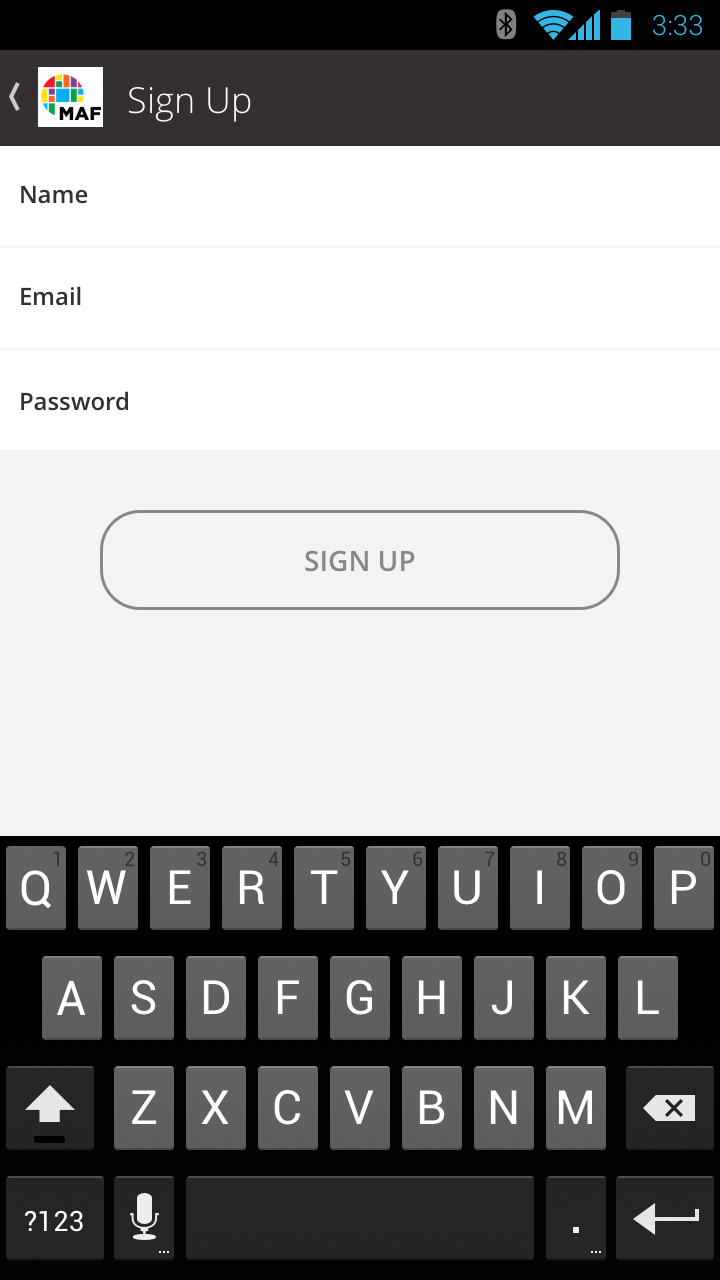 3:33
MAF
Sign Up
Name
Email
Password
SIGN UP
1 2 3 4 5 6 7 8 9 0
Q W E R T Y U I O P
A S D F G H J K L
Z X C V B N M
?123 ... . ...